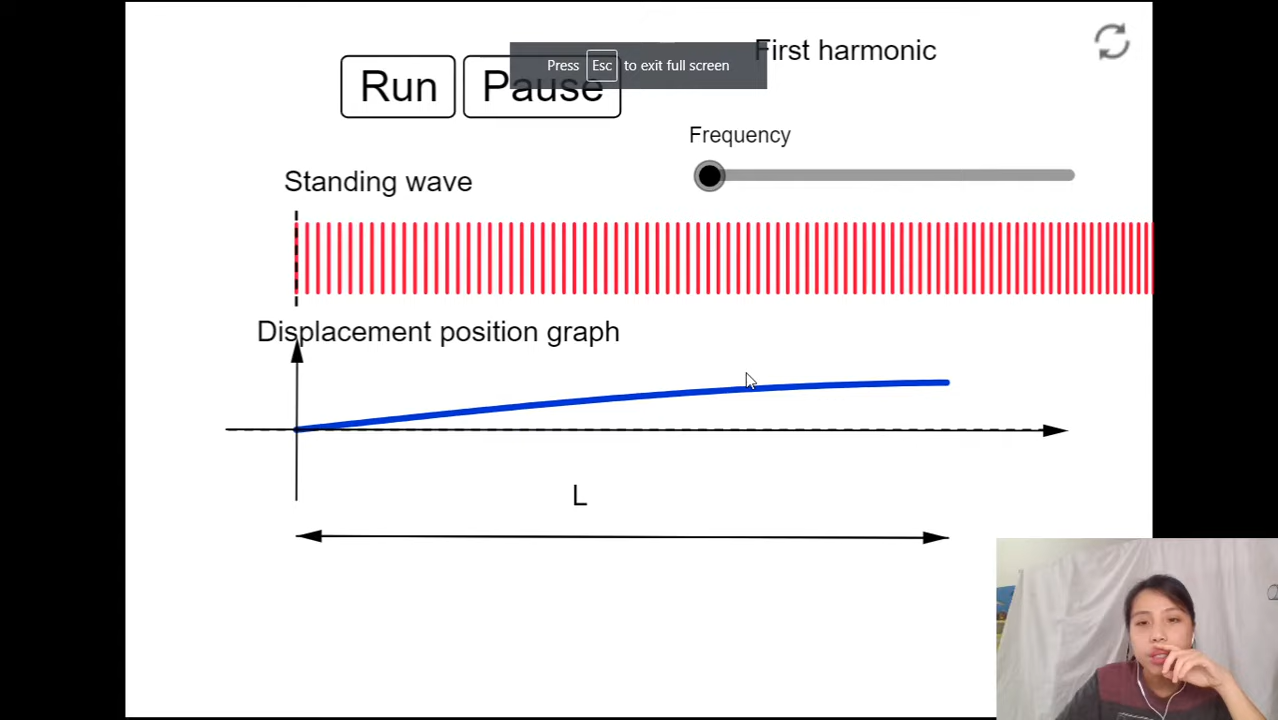 First harmonic
Press Esc to exit full screen
Run Pause
Frequency
Standing wave
Displacement position graph
L